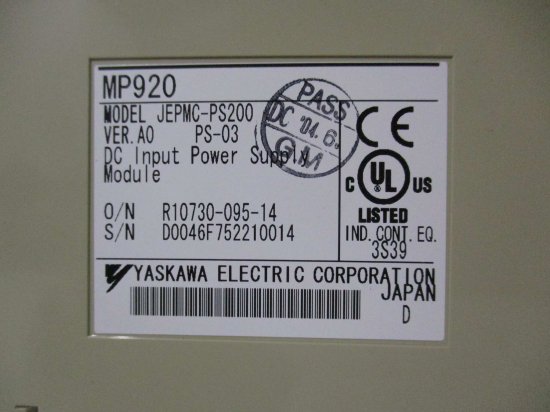 MP920
MODEL JEPMC-PS200
VER.A0 PS-03
DC Input Power Supply
Module
O/N R10730-095-14
S/N D0046F752210014
PASS
DC '04.6.
G.M
CE
C UL US
LISTED
IND.CONT.EQ.
3S39
YASKAWA ELECTRIC CORPORATION
JAPAN
D